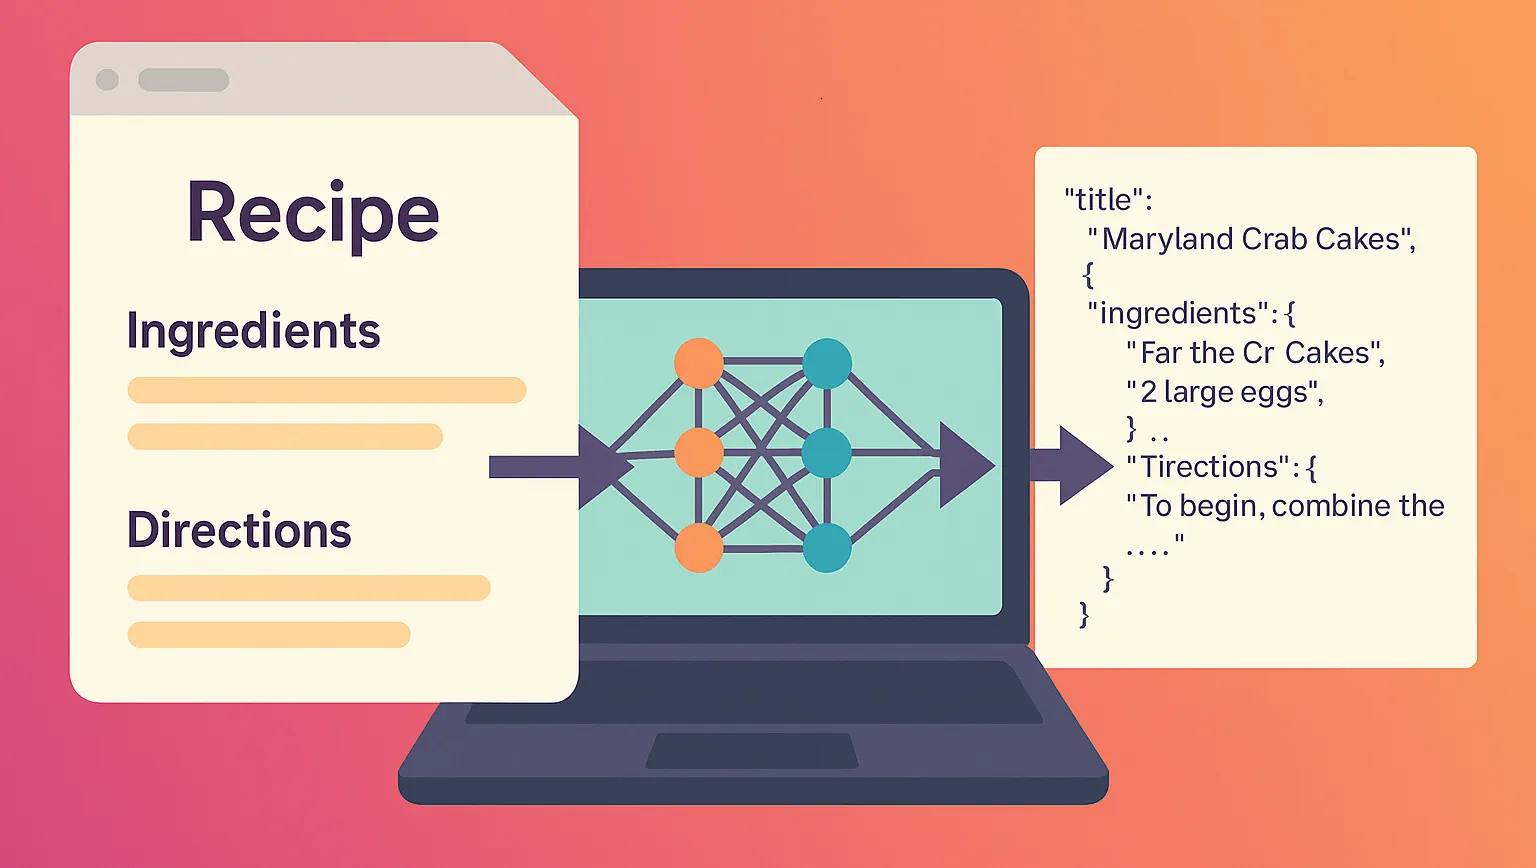 Recipe
Ingredients
Directions
"title":
"Maryland Crab Cakes",
{
"ingredients": {
"Far the Cr Cakes",
"2 large eggs",
} ..
"Tirections": {
"To begin, combine the
...."
}
}